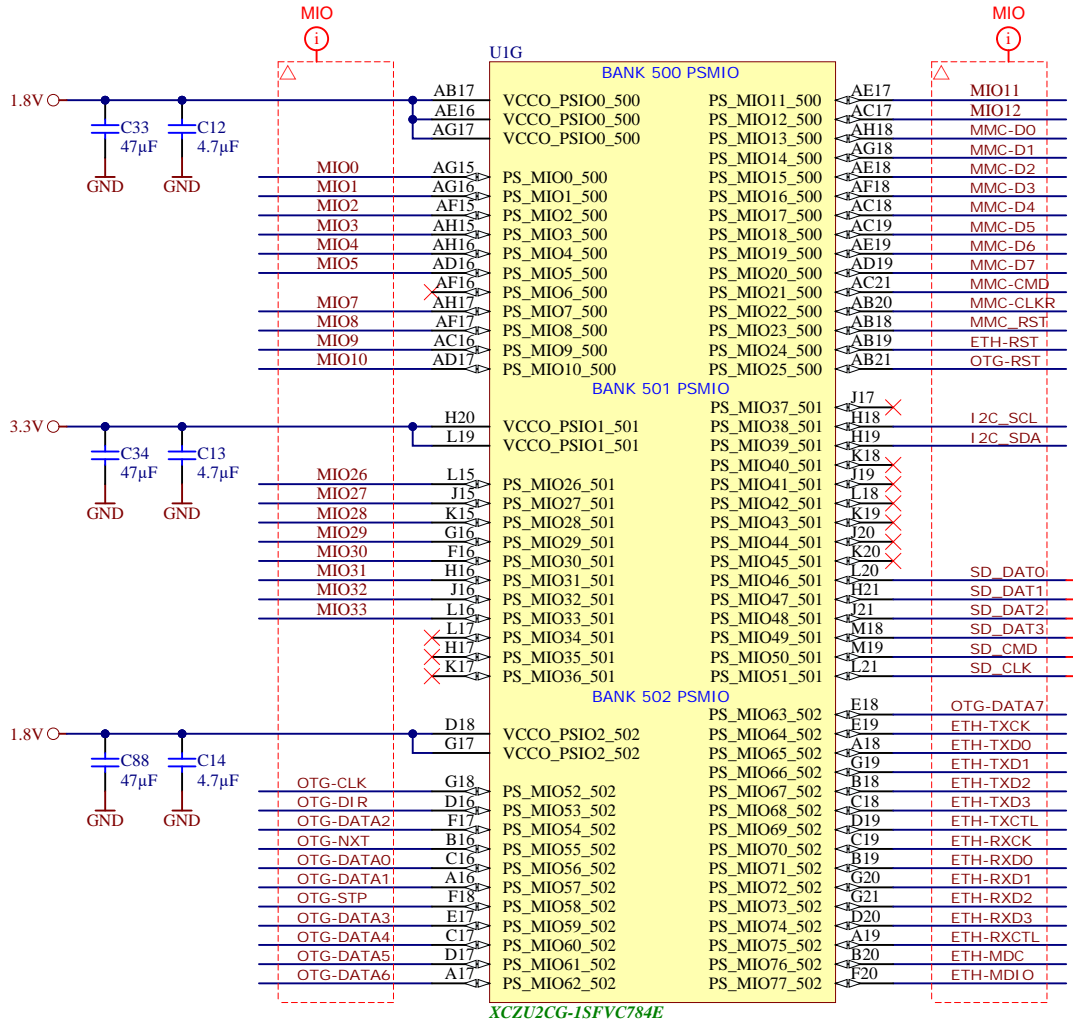 MIO MIO
i i
U1G
BANK 500 PSMIO
1.8V AB17 VCCO_PSIO0_500 PS_MIO11_500 AE17 MIO11
AE16 VCCO_PSIO0_500 PS_MIO12_500 AC17 MIO12
C33 C12 AG17 VCCO_PSIO0_500 PS_MIO13_500 AH18 MMC-D0
47µF 4.7µF PS_MIO14_500 AG18 MMC-D1
MIO0 AG15 PS_MIO0_500 PS_MIO15_500 AE18 MMC-D2
GND GND MIO1 AG16 PS_MIO1_500 PS_MIO16_500 AF18 MMC-D3
MIO2 AF15 PS_MIO2_500 PS_MIO17_500 AC18 MMC-D4
MIO3 AH15 PS_MIO3_500 PS_MIO18_500 AC19 MMC-D5
MIO4 AH16 PS_MIO4_500 PS_MIO19_500 AE19 MMC-D6
MIO5 AD16 PS_MIO5_500 PS_MIO20_500 AD19 MMC-D7
AF16 PS_MIO6_500 PS_MIO21_500 AC21 MMC-CMD
MIO7 AH17 PS_MIO7_500 PS_MIO22_500 AB20 MMC-CLKR
MIO8 AF17 PS_MIO8_500 PS_MIO23_500 AB18 MMC_RST
MIO9 AC16 PS_MIO9_500 PS_MIO24_500 AB19 ETH-RST
MIO10 AD17 PS_MIO10_500 PS_MIO25_500 AB21 OTG-RST
BANK 501 PSMIO
PS_MIO37_501 J17
3.3V H20 VCCO_PSIO1_501 PS_MIO38_501 H18 I2C_SCL
L19 VCCO_PSIO1_501 PS_MIO39_501 H19 I2C_SDA
C34 C13 PS_MIO40_501 K18
47µF 4.7µF MIO26 L15 PS_MIO26_501 PS_MIO41_501 J19
MIO27 J15 PS_MIO27_501 PS_MIO42_501 L18
GND GND MIO28 K15 PS_MIO28_501 PS_MIO43_501 K19
MIO29 G16 PS_MIO29_501 PS_MIO44_501 J20
MIO30 F16 PS_MIO30_501 PS_MIO45_501 K20
MIO31 H16 PS_MIO31_501 PS_MIO46_501 L20 SD_DAT0
MIO32 J16 PS_MIO32_501 PS_MIO47_501 H21 SD_DAT1
MIO33 L16 PS_MIO33_501 PS_MIO48_501 J21 SD_DAT2
L17 PS_MIO34_501 PS_MIO49_501 M18 SD_DAT3
H17 PS_MIO35_501 PS_MIO50_501 M19 SD_CMD
K17 PS_MIO36_501 PS_MIO51_501 L21 SD_CLK
BANK 502 PSMIO
PS_MIO63_502 E18 OTG-DATA7
1.8V D18 VCCO_PSIO2_502 PS_MIO64_502 E19 ETH-TXCK
G17 VCCO_PSIO2_502 PS_MIO65_502 A18 ETH-TXD0
C88 C14 PS_MIO66_502 G19 ETH-TXD1
47µF 4.7µF OTG-CLK G18 PS_MIO52_502 PS_MIO67_502 B18 ETH-TXD2
OTG-DIR D16 PS_MIO53_502 PS_MIO68_502 C18 ETH-TXD3
GND GND OTG-DATA2 F17 PS_MIO54_502 PS_MIO69_502 D19 ETH-TXCTL
OTG-NXT B16 PS_MIO55_502 PS_MIO70_502 C19 ETH-RXCK
OTG-DATA0 C16 PS_MIO56_502 PS_MIO71_502 B19 ETH-RXD0
OTG-DATA1 A16 PS_MIO57_502 PS_MIO72_502 G20 ETH-RXD1
OTG-STP F18 PS_MIO58_502 PS_MIO73_502 G21 ETH-RXD2
OTG-DATA3 E17 PS_MIO59_502 PS_MIO74_502 D20 ETH-RXD3
OTG-DATA4 C17 PS_MIO60_502 PS_MIO75_502 A19 ETH-RXCTL
OTG-DATA5 D17 PS_MIO61_502 PS_MIO76_502 B20 ETH-MDC
OTG-DATA6 A17 PS_MIO62_502 PS_MIO77_502 F20 ETH-MDIO
XCZU2CG-1SFVC784E